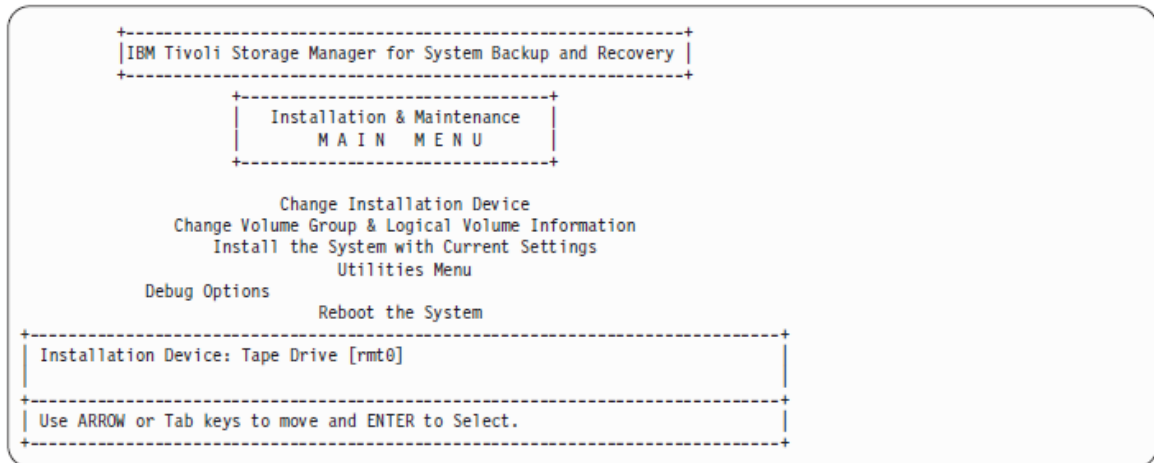 IBM Tivoli Storage Manager for System Backup and Recovery
Installation & Maintenance
M A I N M E N U
Change Installation Device
Change Volume Group & Logical Volume Information
Install the System with Current Settings
Utilities Menu
Debug Options
Reboot the System
Installation Device: Tape Drive [rmt0]
Use ARROW or Tab keys to move and ENTER to Select.